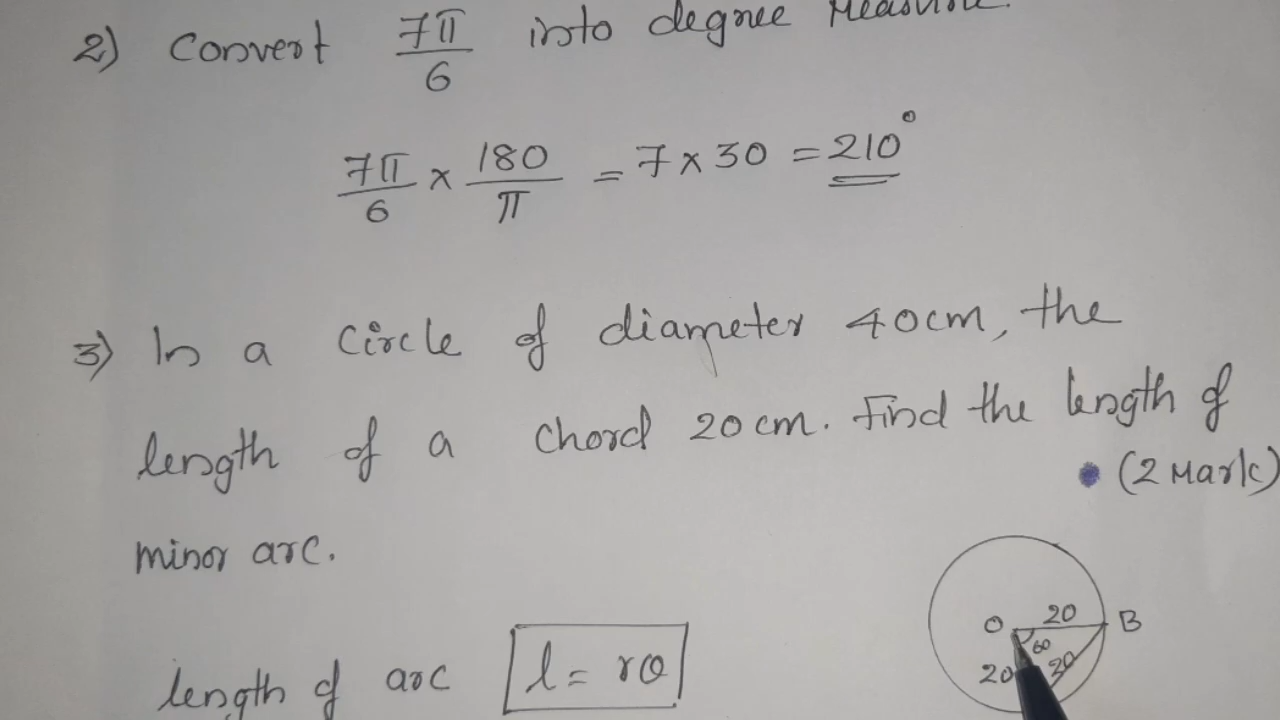 2) Convert 7π/6 into degree Measure.
7π/6 × 180/π = 7 × 30 = 210°
3) In a circle of diameter 40cm, the
length of a chord 20cm. Find the length of
(2 Mark)
minor arc.
O 20 B
60
20 20
length of arc l = rθ